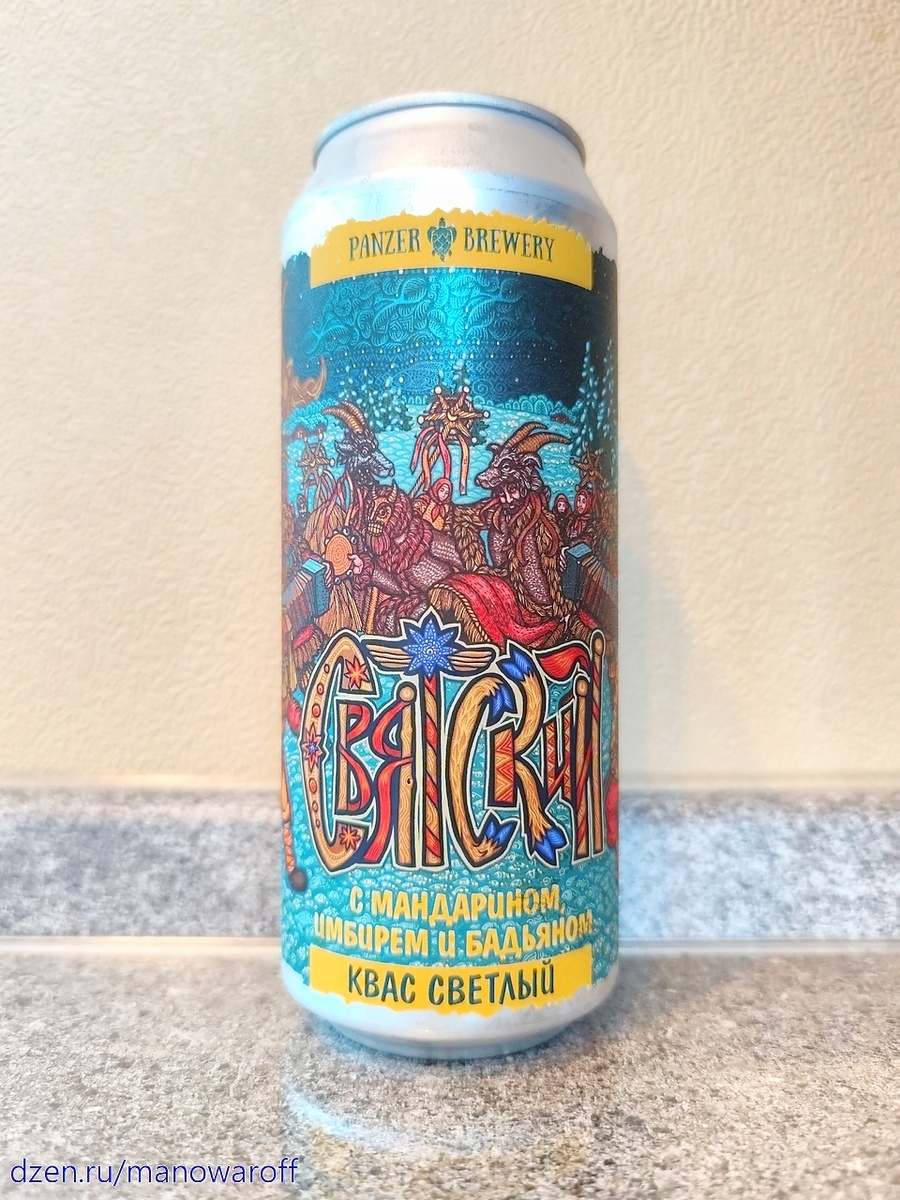 PANZER BREWERY
СВЯТСКИЙ
С МАНДАРИНОМ,
ИМБИРЕМ И БАДЬЯНОМ
КВАС СВЕТЛЫЙ
dzen.ru/manowaroff